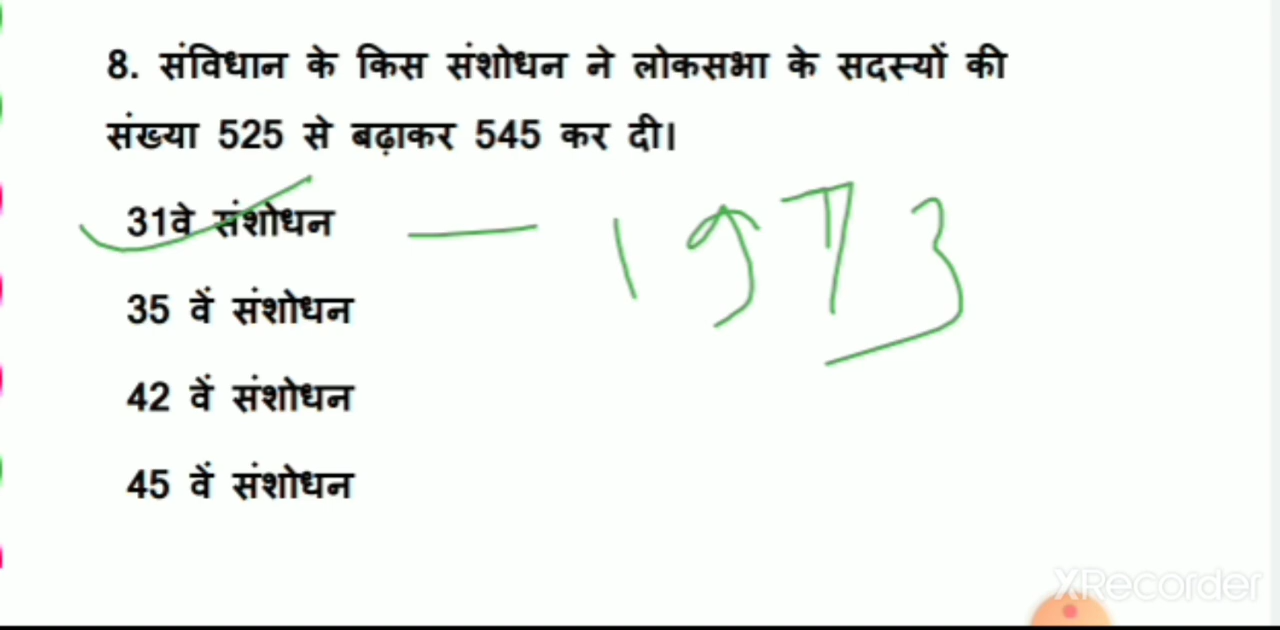 8. संविधान के किस संशोधन ने लोकसभा के सदस्यों की
संख्या 525 से बढ़ाकर 545 कर दी।
31वे संशोधन — 1973
35 वें संशोधन
42 वें संशोधन
45 वें संशोधन
XRecorder